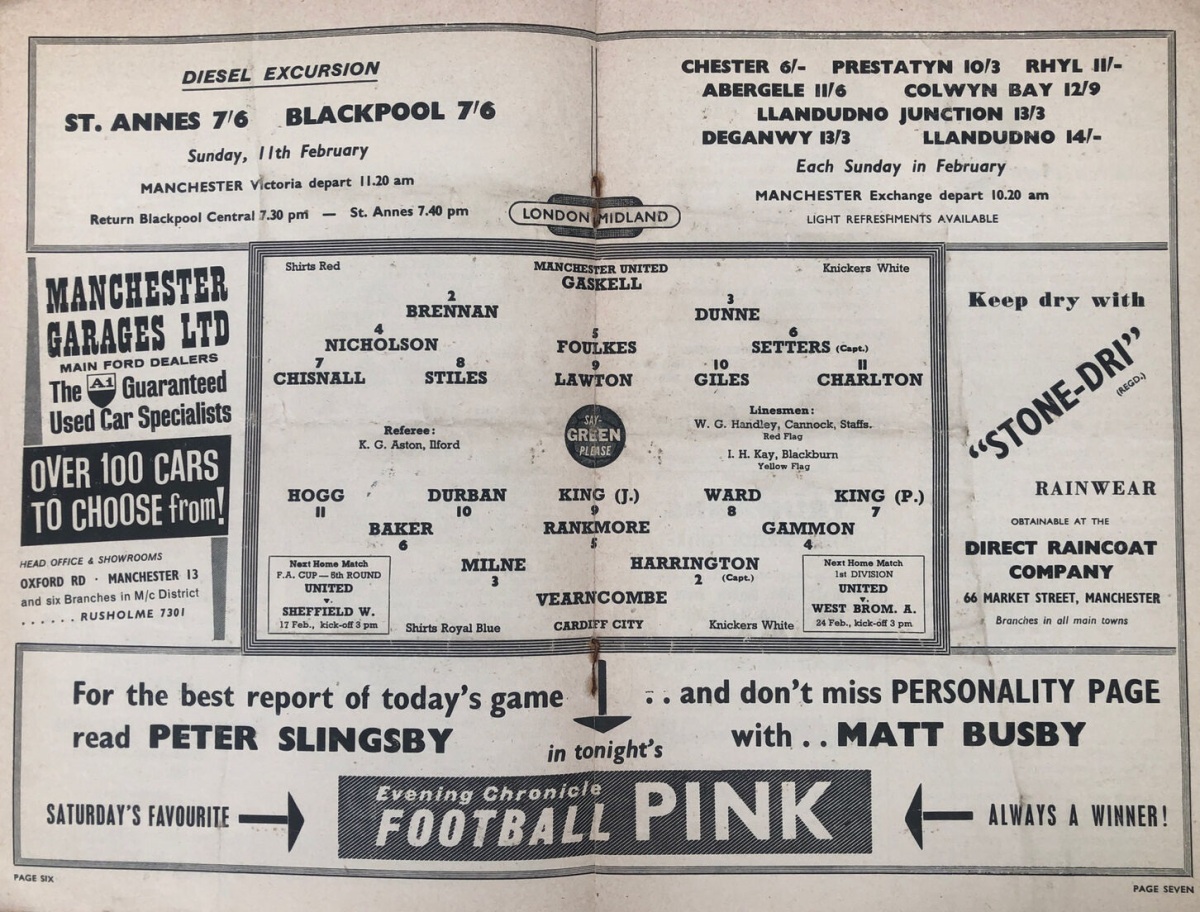 DIESEL EXCURSION
ST. ANNES 7'6 BLACKPOOL 7'6
Sunday, 11th February
MANCHESTER Victoria depart 11.20 am
Return Blackpool Central 7.30 pm — St. Annes 7.40 pm
CHESTER 6/- PRESTATYN 10/3 RHYL 11/-
ABERGELE 11/6 COLWYN BAY 12/9
LLANDUDNO JUNCTION 13/3
DEGANWY 13/3 LLANDUDNO 14/-
Each Sunday in February
MANCHESTER Exchange depart 10.20 am
LIGHT REFRESHMENTS AVAILABLE
LONDON MIDLAND
MANCHESTER
GARAGES LTD
MAIN FORD DEALERS
The A1 Guaranteed
Used Car Specialists
OVER 100 CARS
TO CHOOSE from!
HEAD OFFICE & SHOWROOMS
OXFORD RD · MANCHESTER 13
and six Branches in M/c District
...... RUSHOLME 7301
Shirts Red MANCHESTER UNITED Knickers White
GASKELL
2 3
BRENNAN DUNNE
4 5 6
NICHOLSON FOULKES SETTERS (Capt.)
7 8 9 10 11
CHISNALL STILES LAWTON GILES CHARLTON
Referee:
K. G. Aston, Ilford
SAY-
GREEN
PLEASE
Linesmen:
W. G. Handley, Cannock, Staffs.
Red Flag
I. H. Kay, Blackburn
Yellow Flag
HOGG DURBAN KING (J.) WARD KING (P.)
11 10 9 8 7
BAKER RANKMORE GAMMON
6 5 4
MILNE HARRINGTON
3 2 (Capt.)
VEARNCOMBE
Shirts Royal Blue CARDIFF CITY Knickers White
Next Home Match
F.A. CUP—5th ROUND
UNITED
v.
SHEFFIELD W.
17 Feb., kick-off 3 pm
Next Home Match
1st DIVISION
UNITED
v.
WEST BROM. A.
24 Feb., kick-off 3 pm
Keep dry with
"STONE-DRI"
(REGD.)
RAINWEAR
OBTAINABLE AT THE
DIRECT RAINCOAT
COMPANY
66 MARKET STREET, MANCHESTER
Branches in all main towns
For the best report of today's game
read PETER SLINGSBY
. . and don't miss PERSONALITY PAGE
with . . MATT BUSBY
in tonight's
SATURDAY'S FAVOURITE
Evening Chronicle
FOOTBALL PINK
ALWAYS A WINNER!
PAGE SIX
PAGE SEVEN